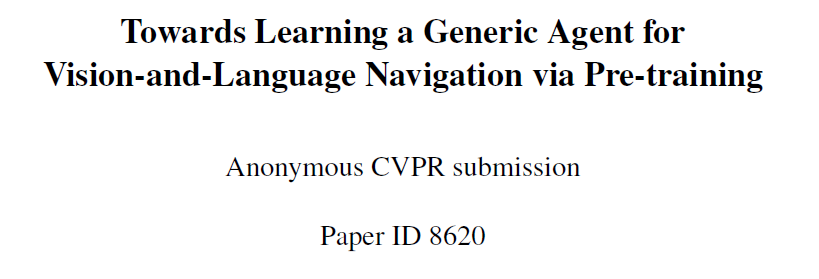 Towards Learning a Generic Agent for
Vision-and-Language Navigation via Pre-training
Anonymous CVPR submission
Paper ID 8620